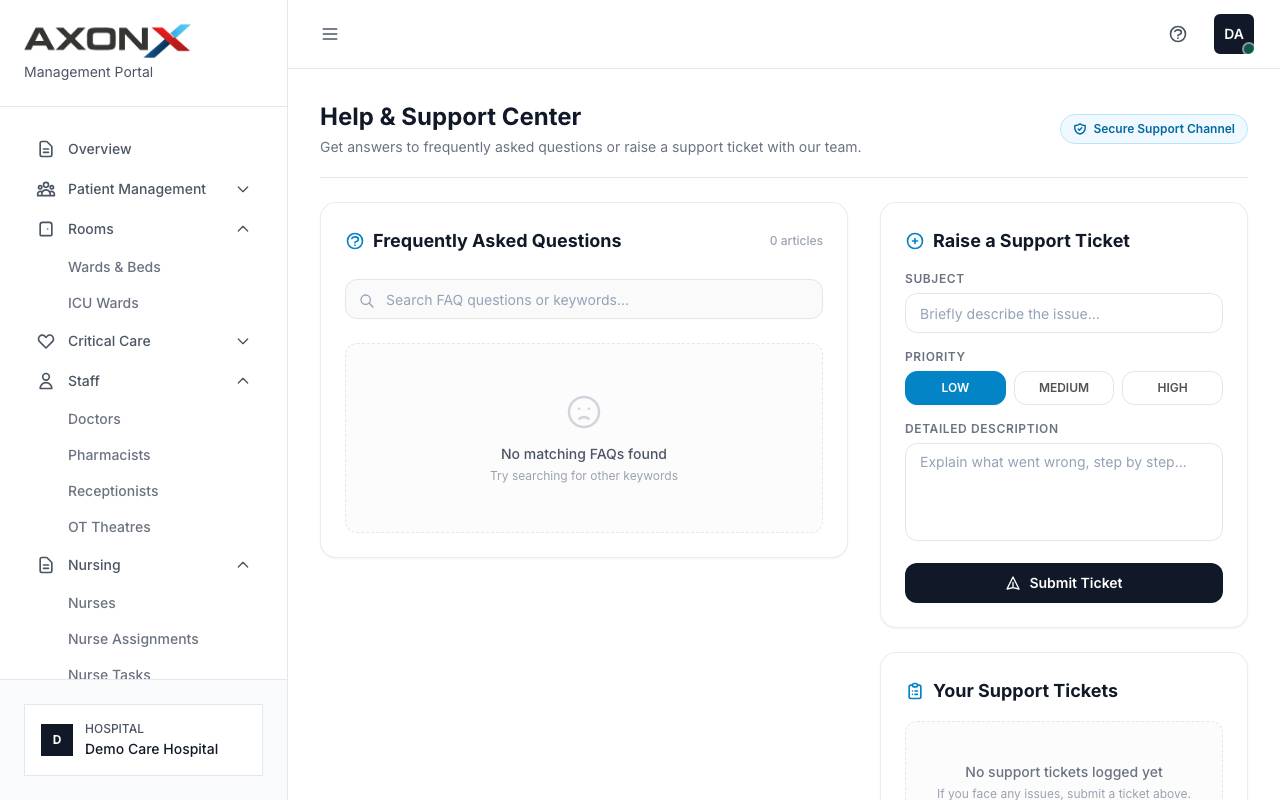 AXONX
Management Portal
Overview
Patient Management
Rooms
Wards & Beds
ICU Wards
Critical Care
Staff
Doctors
Pharmacists
Receptionists
OT Theatres
Nursing
Nurses
Nurse Assignments
Nurse Tasks
D
HOSPITAL
Demo Care Hospital
DA
Help & Support Center
Get answers to frequently asked questions or raise a support ticket with our team.
Secure Support Channel
Frequently Asked Questions
0 articles
Search FAQ questions or keywords...
No matching FAQs found
Try searching for other keywords
Raise a Support Ticket
SUBJECT
Briefly describe the issue...
PRIORITY
LOW MEDIUM HIGH
DETAILED DESCRIPTION
Explain what went wrong, step by step...
Submit Ticket
Your Support Tickets
No support tickets logged yet
If you face any issues, submit a ticket above.